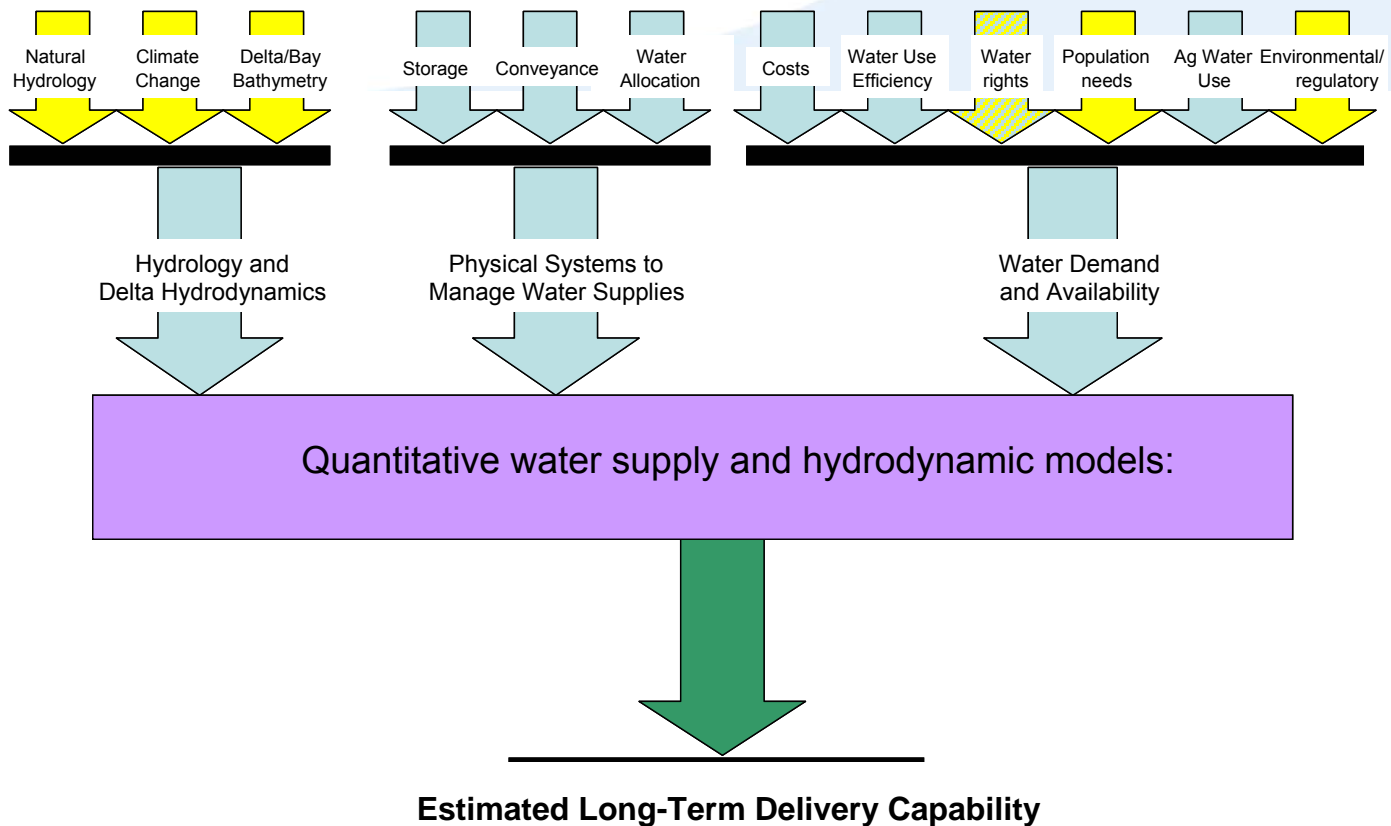 Natural
Hydrology
Climate
Change
Delta/Bay
Bathymetry
Storage
Conveyance
Water
Allocation
Costs
Water Use
Efficiency
Water
rights
Population
needs
Ag Water
Use
Environmental/
regulatory
Hydrology and
Delta Hydrodynamics
Physical Systems to
Manage Water Supplies
Water Demand
and Availability
Quantitative water supply and hydrodynamic models:
Estimated Long-Term Delivery Capability